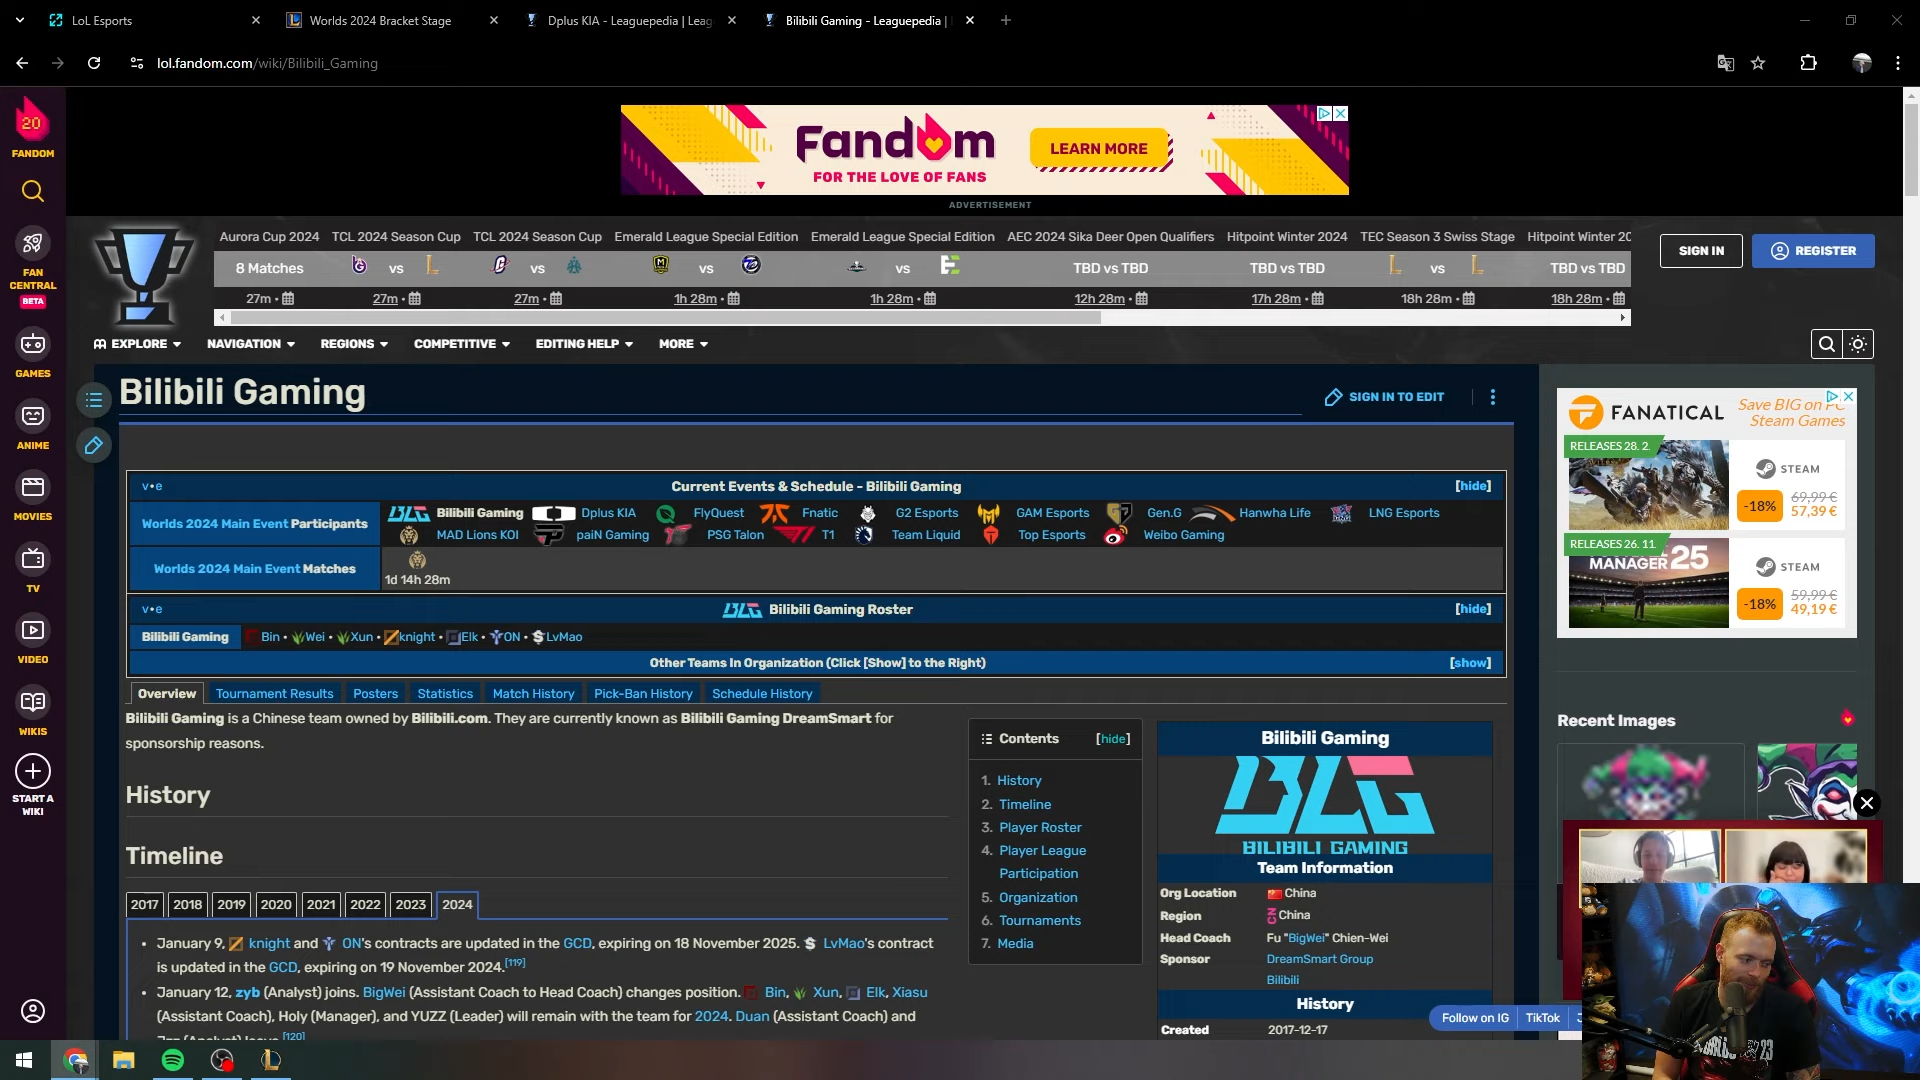 LoL Esports
Worlds 2024 Bracket Stage
Dplus KIA - Leaguepedia | Leag
Bilibili Gaming - Leaguepedia |
lol.fandom.com/wiki/Bilibili_Gaming
20
FANDOM
FAN CENTRAL
BETA
GAMES
ANIME
MOVIES
TV
VIDEO
WIKIS
START A WIKI
Fandom
FOR THE LOVE OF FANS
LEARN MORE
ADVERTISEMENT
Aurora Cup 2024 TCL 2024 Season Cup TCL 2024 Season Cup Emerald League Special Edition Emerald League Special Edition AEC 2024 Sika Deer Open Qualifiers Hitpoint Winter 2024 TEC Season 3 Swiss Stage Hitpoint Winter 20
8 Matches vs vs vs vs TBD vs TBD TBD vs TBD vs TBD vs TBD
27m • 27m • 27m • 1h 28m • 1h 28m • 12h 28m • 17h 28m • 18h 28m • 18h 28m •
SIGN IN
REGISTER
EXPLORE NAVIGATION REGIONS COMPETITIVE EDITING HELP MORE
Bilibili Gaming
SIGN IN TO EDIT
v•e Current Events & Schedule - Bilibili Gaming [hide]
Worlds 2024 Main Event Participants
Bilibili Gaming Dplus KIA FlyQuest Fnatic G2 Esports GAM Esports Gen.G Hanwha Life LNG Esports
MAD Lions KOI paiN Gaming PSG Talon T1 Team Liquid Top Esports Weibo Gaming
Worlds 2024 Main Event Matches
1d 14h 28m
v•e BLG Bilibili Gaming Roster [hide]
Bilibili Gaming Bin • Wei • Xun • knight • Elk • ON • LvMao
Other Teams In Organization (Click [Show] to the Right) [show]
Overview Tournament Results Posters Statistics Match History Pick-Ban History Schedule History
Bilibili Gaming is a Chinese team owned by Bilibili.com. They are currently known as Bilibili Gaming DreamSmart for
sponsorship reasons.
History
Timeline
2017 2018 2019 2020 2021 2022 2023 2024
• January 9, knight and ON's contracts are updated in the GCD, expiring on 18 November 2025. LvMao's contract
is updated in the GCD, expiring on 19 November 2024.[119]
• January 12, zyb (Analyst) joins. BigWei (Assistant Coach to Head Coach) changes position. Bin, Xun, Elk, Xiasu
(Assistant Coach), Holy (Manager), and YUZZ (Leader) will remain with the team for 2024. Duan (Assistant Coach) and
[120]
Contents [hide]
1. History
2. Timeline
3. Player Roster
4. Player League
Participation
5. Organization
6. Tournaments
7. Media
Bilibili Gaming
BLG
BILIBILI GAMING
Team Information
Org Location China
Region CN China
Head Coach Fu "BigWei" Chien-Wei
Sponsor DreamSmart Group
Bilibili
History
Created 2017-12-17
FANATICAL
Save BIG on PC
Steam Games
RELEASES 28. 2.
STEAM
-18% 69,99 €
57,39 €
RELEASES 26. 11.
MANAGER 25
STEAM
-18% 59,99 €
49,19 €
Recent Images
Follow on IG TikTok